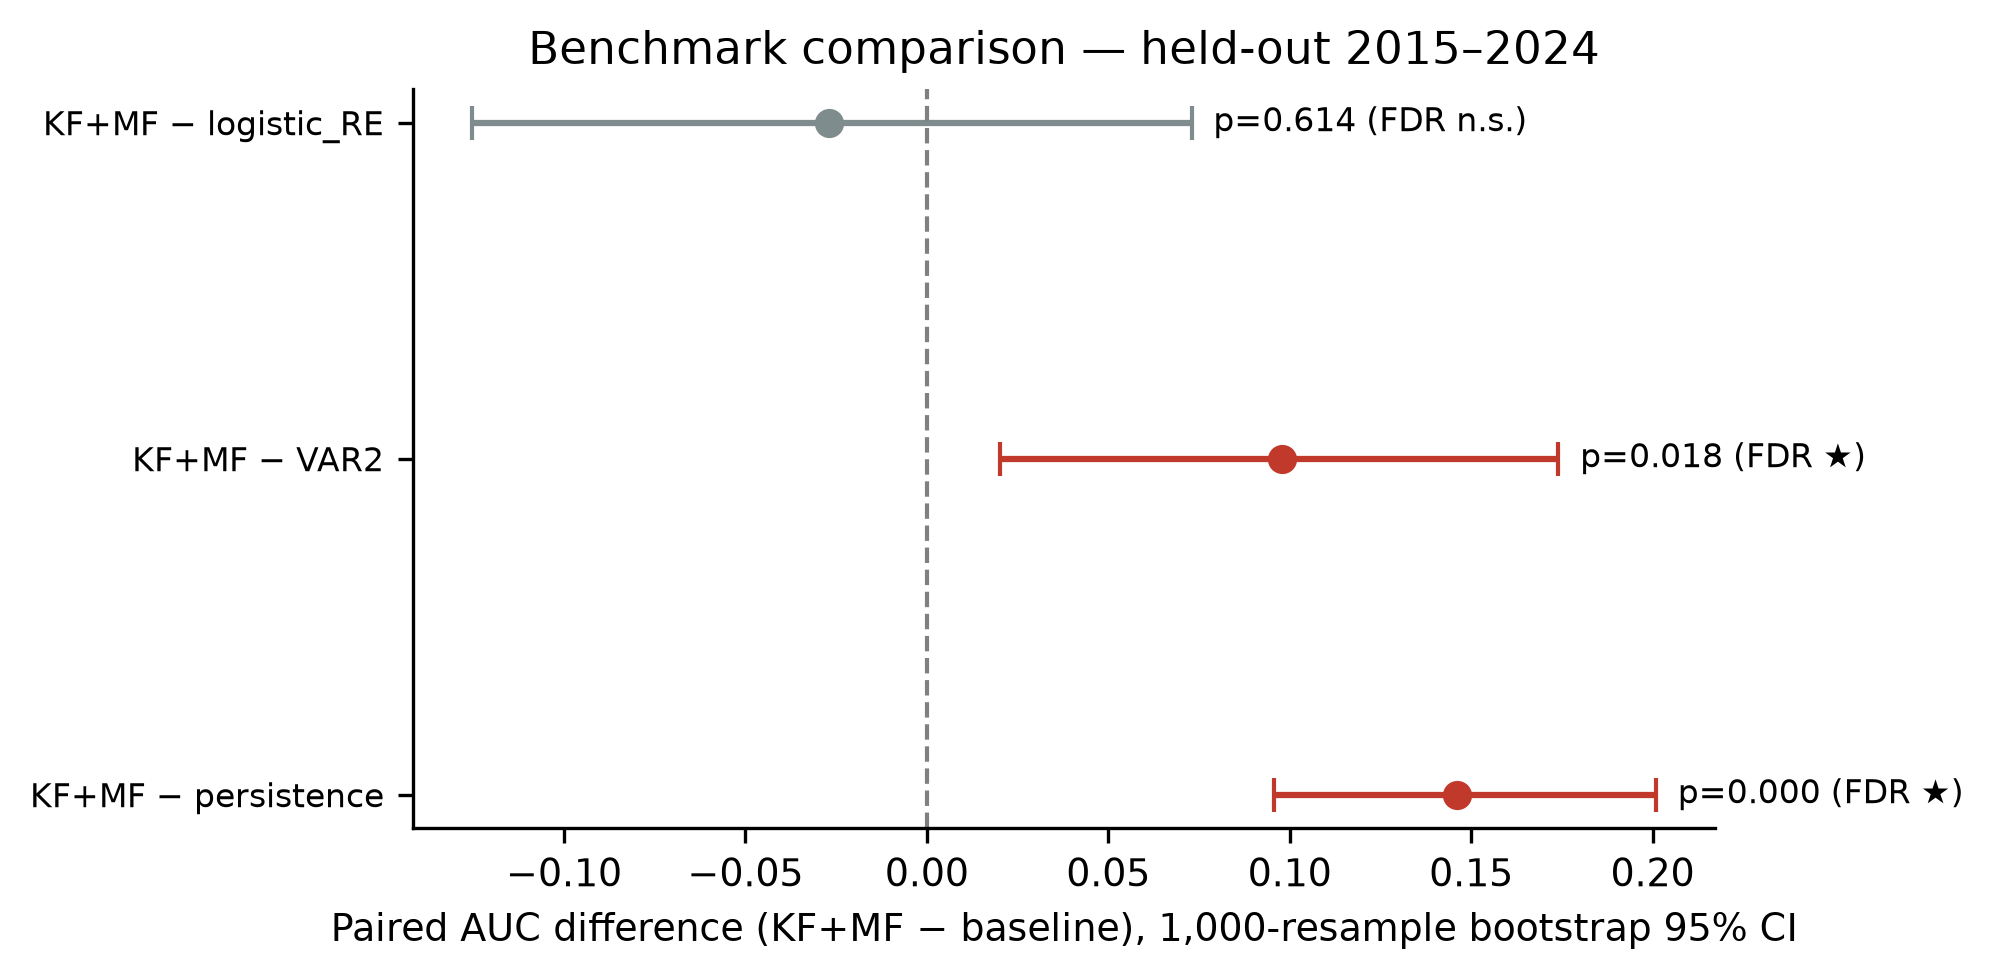 Benchmark comparison — held-out 2015–2024
KF+MF − logistic_RE
p=0.614 (FDR n.s.)
KF+MF − VAR2
p=0.018 (FDR ★)
KF+MF − persistence
p=0.000 (FDR ★)
−0.10 −0.05 0.00 0.05 0.10 0.15 0.20
Paired AUC difference (KF+MF − baseline), 1,000-resample bootstrap 95% CI